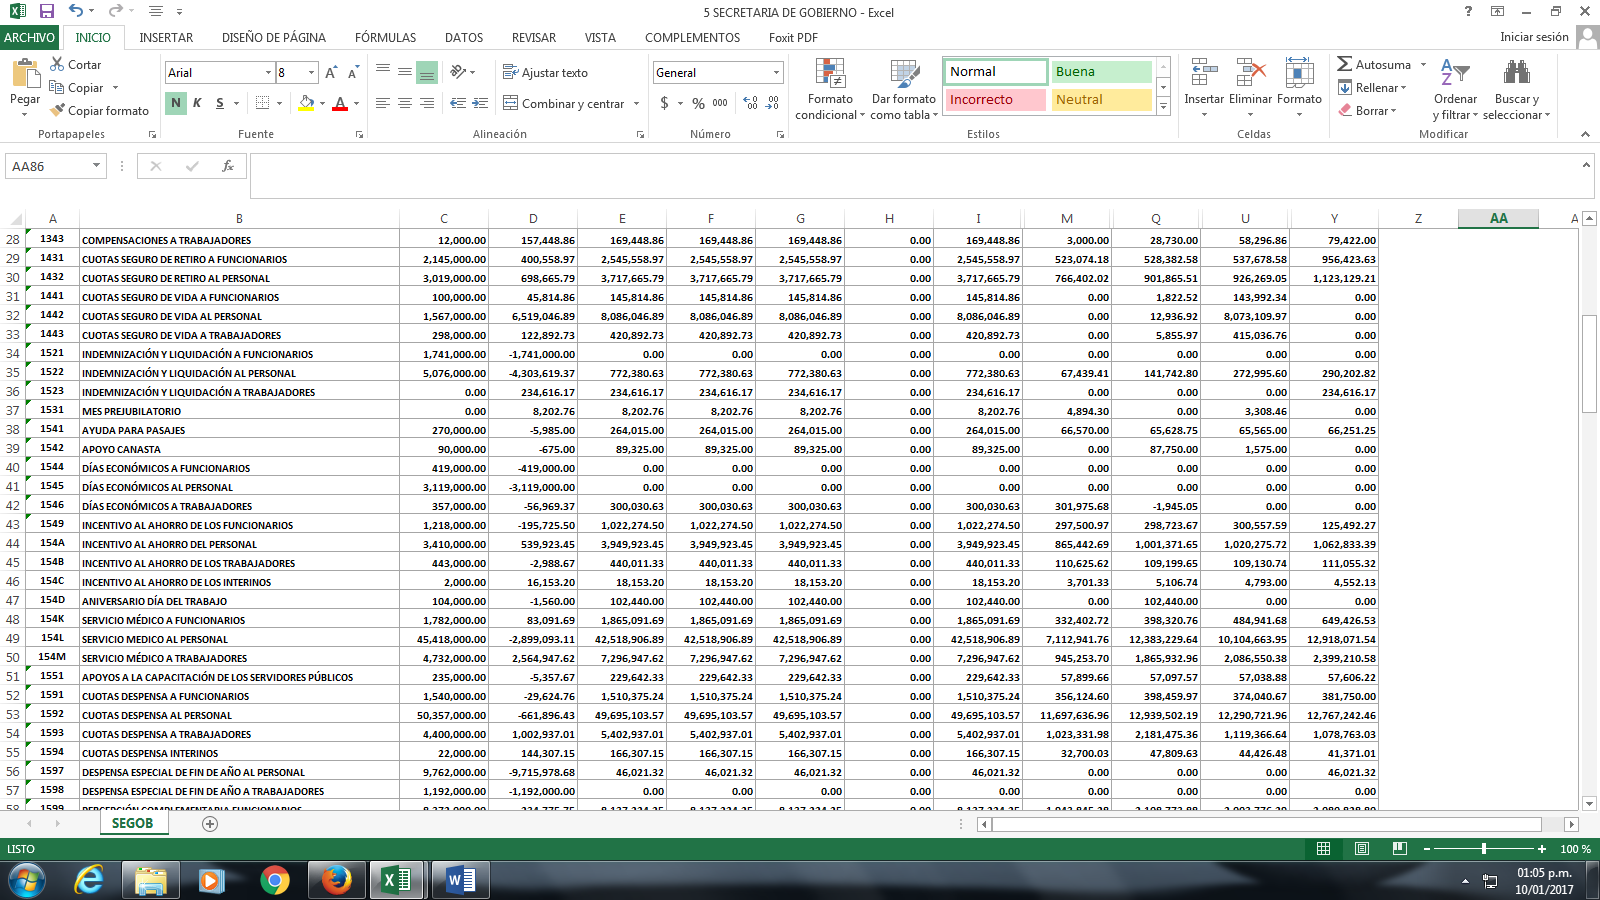 5 SECRETARIA DE GOBIERNO - Excel
ARCHIVO INICIO INSERTAR DISEÑO DE PÁGINA FÓRMULAS DATOS REVISAR VISTA COMPLEMENTOS Foxit PDF Iniciar sesión
Pegar Cortar Copiar Copiar formato Portapapeles
Arial 8 N K S Fuente
Ajustar texto Combinar y centrar Alineación
General $ % 000 Número
Formato condicional Dar formato como tabla Normal Buena Incorrecto Neutral Estilos
Insertar Eliminar Formato Celdas
Autosuma Rellenar Borrar Ordenar y filtrar Buscar y seleccionar Modificar
AA86 fx
A B C D E F G H I M Q U Y Z AA A
28 1343 COMPENSACIONES A TRABAJADORES 12,000.00 157,448.86 169,448.86 169,448.86 169,448.86 0.00 169,448.86 3,000.00 28,730.00 58,296.86 79,422.00
29 1431 CUOTAS SEGURO DE RETIRO A FUNCIONARIOS 2,145,000.00 400,558.97 2,545,558.97 2,545,558.97 2,545,558.97 0.00 2,545,558.97 523,074.18 528,382.58 537,678.58 956,423.63
30 1432 CUOTAS SEGURO DE RETIRO AL PERSONAL 3,019,000.00 698,665.79 3,717,665.79 3,717,665.79 3,717,665.79 0.00 3,717,665.79 766,402.02 901,865.51 926,269.05 1,123,129.21
31 1441 CUOTAS SEGURO DE VIDA A FUNCIONARIOS 100,000.00 45,814.86 145,814.86 145,814.86 145,814.86 0.00 145,814.86 0.00 1,822.52 143,992.34 0.00
32 1442 CUOTAS SEGURO DE VIDA AL PERSONAL 1,567,000.00 6,519,046.89 8,086,046.89 8,086,046.89 8,086,046.89 0.00 8,086,046.89 0.00 12,936.92 8,073,109.97 0.00
33 1443 CUOTAS SEGURO DE VIDA A TRABAJADORES 298,000.00 122,892.73 420,892.73 420,892.73 420,892.73 0.00 420,892.73 0.00 5,855.97 415,036.76 0.00
34 1521 INDEMNIZACIÓN Y LIQUIDACIÓN A FUNCIONARIOS 1,741,000.00 -1,741,000.00 0.00 0.00 0.00 0.00 0.00 0.00 0.00 0.00 0.00
35 1522 INDEMNIZACIÓN Y LIQUIDACIÓN AL PERSONAL 5,076,000.00 -4,303,619.37 772,380.63 772,380.63 772,380.63 0.00 772,380.63 67,439.41 141,742.80 272,995.60 290,202.82
36 1523 INDEMNIZACIÓN Y LIQUIDACIÓN A TRABAJADORES 0.00 234,616.17 234,616.17 234,616.17 234,616.17 0.00 234,616.17 0.00 0.00 0.00 234,616.17
37 1531 MES PREJUBILATORIO 0.00 8,202.76 8,202.76 8,202.76 8,202.76 0.00 8,202.76 4,894.30 0.00 3,308.46 0.00
38 1541 AYUDA PARA PASAJES 270,000.00 -5,985.00 264,015.00 264,015.00 264,015.00 0.00 264,015.00 66,570.00 65,628.75 65,565.00 66,251.25
39 1542 APOYO CANASTA 90,000.00 -675.00 89,325.00 89,325.00 89,325.00 0.00 89,325.00 0.00 87,750.00 1,575.00 0.00
40 1544 DÍAS ECONÓMICOS A FUNCIONARIOS 419,000.00 -419,000.00 0.00 0.00 0.00 0.00 0.00 0.00 0.00 0.00 0.00
41 1545 DÍAS ECONÓMICOS AL PERSONAL 3,119,000.00 -3,119,000.00 0.00 0.00 0.00 0.00 0.00 0.00 0.00 0.00 0.00
42 1546 DÍAS ECONÓMICOS A TRABAJADORES 357,000.00 -56,969.37 300,030.63 300,030.63 300,030.63 0.00 300,030.63 301,975.68 -1,945.05 0.00 0.00
43 1549 INCENTIVO AL AHORRO DE LOS FUNCIONARIOS 1,218,000.00 -195,725.50 1,022,274.50 1,022,274.50 1,022,274.50 0.00 1,022,274.50 297,500.97 298,723.67 300,557.59 125,492.27
44 154A INCENTIVO AL AHORRO DEL PERSONAL 3,410,000.00 539,923.45 3,949,923.45 3,949,923.45 3,949,923.45 0.00 3,949,923.45 865,442.69 1,001,371.65 1,020,275.72 1,062,833.39
45 154B INCENTIVO AL AHORRO DE LOS TRABAJADORES 443,000.00 -2,988.67 440,011.33 440,011.33 440,011.33 0.00 440,011.33 110,625.62 109,199.65 109,130.74 111,055.32
46 154C INCENTIVO AL AHORRO DE LOS INTERINOS 2,000.00 16,153.20 18,153.20 18,153.20 18,153.20 0.00 18,153.20 3,701.33 5,106.74 4,793.00 4,552.13
47 154D ANIVERSARIO DÍA DEL TRABAJO 104,000.00 -1,560.00 102,440.00 102,440.00 102,440.00 0.00 102,440.00 0.00 102,440.00 0.00 0.00
48 154K SERVICIO MÉDICO A FUNCIONARIOS 1,782,000.00 83,091.69 1,865,091.69 1,865,091.69 1,865,091.69 0.00 1,865,091.69 332,402.72 398,320.76 484,941.68 649,426.53
49 154L SERVICIO MEDICO AL PERSONAL 45,418,000.00 -2,899,093.11 42,518,906.89 42,518,906.89 42,518,906.89 0.00 42,518,906.89 7,112,941.76 12,383,229.64 10,104,663.95 12,918,071.54
50 154M SERVICIO MÉDICO A TRABAJADORES 4,732,000.00 2,564,947.62 7,296,947.62 7,296,947.62 7,296,947.62 0.00 7,296,947.62 945,253.70 1,865,932.96 2,086,550.38 2,399,210.58
51 1551 APOYOS A LA CAPACITACIÓN DE LOS SERVIDORES PÚBLICOS 235,000.00 -5,357.67 229,642.33 229,642.33 229,642.33 0.00 229,642.33 57,899.66 57,097.57 57,038.88 57,606.22
52 1591 CUOTAS DESPENSA A FUNCIONARIOS 1,540,000.00 -29,624.76 1,510,375.24 1,510,375.24 1,510,375.24 0.00 1,510,375.24 356,124.60 398,459.97 374,040.67 381,750.00
53 1592 CUOTAS DESPENSA AL PERSONAL 50,357,000.00 -661,896.43 49,695,103.57 49,695,103.57 49,695,103.57 0.00 49,695,103.57 11,697,636.96 12,939,502.19 12,290,721.96 12,767,242.46
54 1593 CUOTAS DESPENSA A TRABAJADORES 4,400,000.00 1,002,937.01 5,402,937.01 5,402,937.01 5,402,937.01 0.00 5,402,937.01 1,023,331.98 2,181,475.36 1,119,366.64 1,078,763.03
55 1594 CUOTAS DESPENSA INTERINOS 22,000.00 144,307.15 166,307.15 166,307.15 166,307.15 0.00 166,307.15 32,700.03 47,809.63 44,426.48 41,371.01
56 1597 DESPENSA ESPECIAL DE FIN DE AÑO AL PERSONAL 9,762,000.00 -9,715,978.68 46,021.32 46,021.32 46,021.32 0.00 46,021.32 0.00 0.00 0.00 46,021.32
57 1598 DESPENSA ESPECIAL DE FIN DE AÑO A TRABAJADORES 1,192,000.00 -1,192,000.00 0.00 0.00 0.00 0.00 0.00 0.00 0.00 0.00 0.00
58 1599 PERCEPCIÓN COMPLEMENTARIA FUNCIONARIOS
SEGOB
LISTO 100 %
01:05 p.m.
10/01/2017